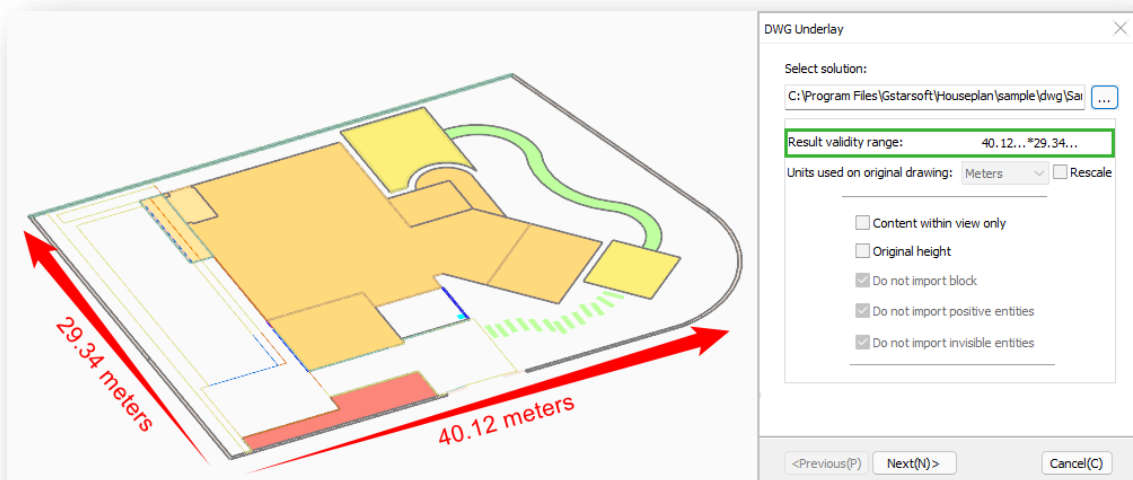 29.34 meters
40.12 meters
DWG Underlay
Select solution:
C:\Program Files\Gstarsoft\Houseplan\sample\dwg\Sa
...
Result validity range: 40.12...*29.34...
Units used on original drawing: Meters Rescale
Content within view only
Original height
Do not import block
Do not import positive entities
Do not import invisible entities
<Previous(P) Next(N)> Cancel(C)